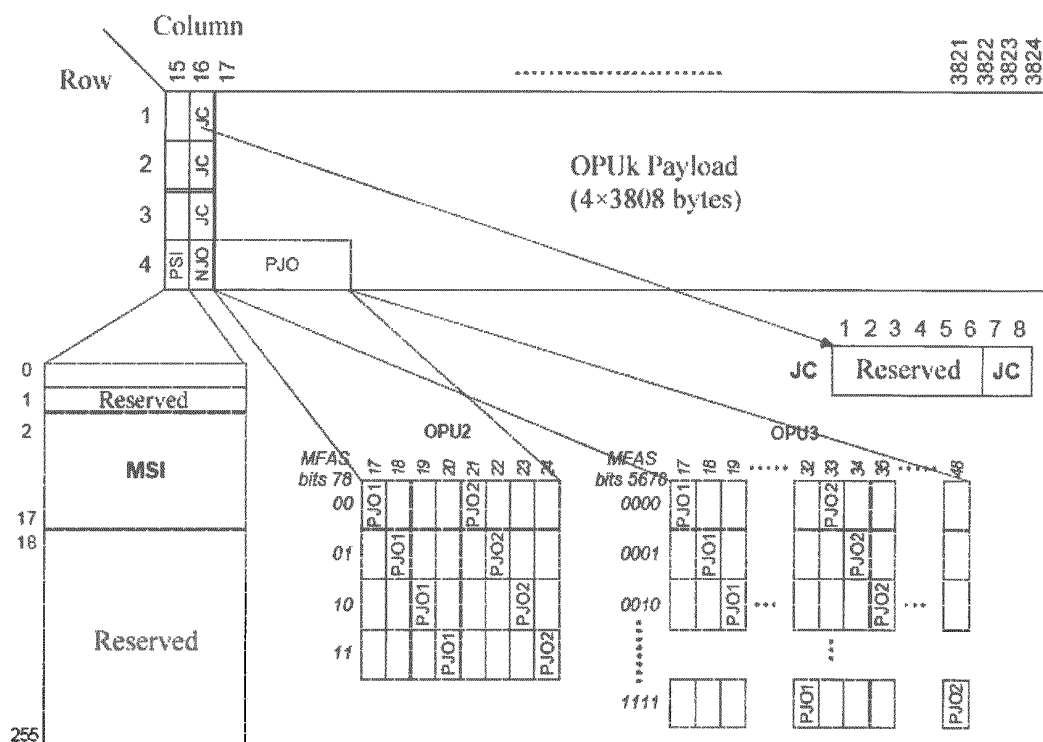 Column
Row
15 16 17
3821 3822 3823 3824
1 JC
2 JC
OPUk Payload
(4×3808 bytes)
3 JC
4 PSI NJO PJO
1 2 3 4 5 6 7 8
JC Reserved JC
0
1 Reserved
2
MSI
17
18
Reserved
255
OPU2
MFAS
bits 78
17 18 19 20 21 22 23 24
00 PJO1 PJO2
01 PJO1 PJO2
10 PJO1 PJO2
11 PJO1 PJO2
OPU3
MFAS
bits 5678
17 18 19 32 33 34 35 48
0000 PJO1 PJO2
0001 PJO1 PJO2
0010 PJO1 PJO2
1111 PJO1 PJO2